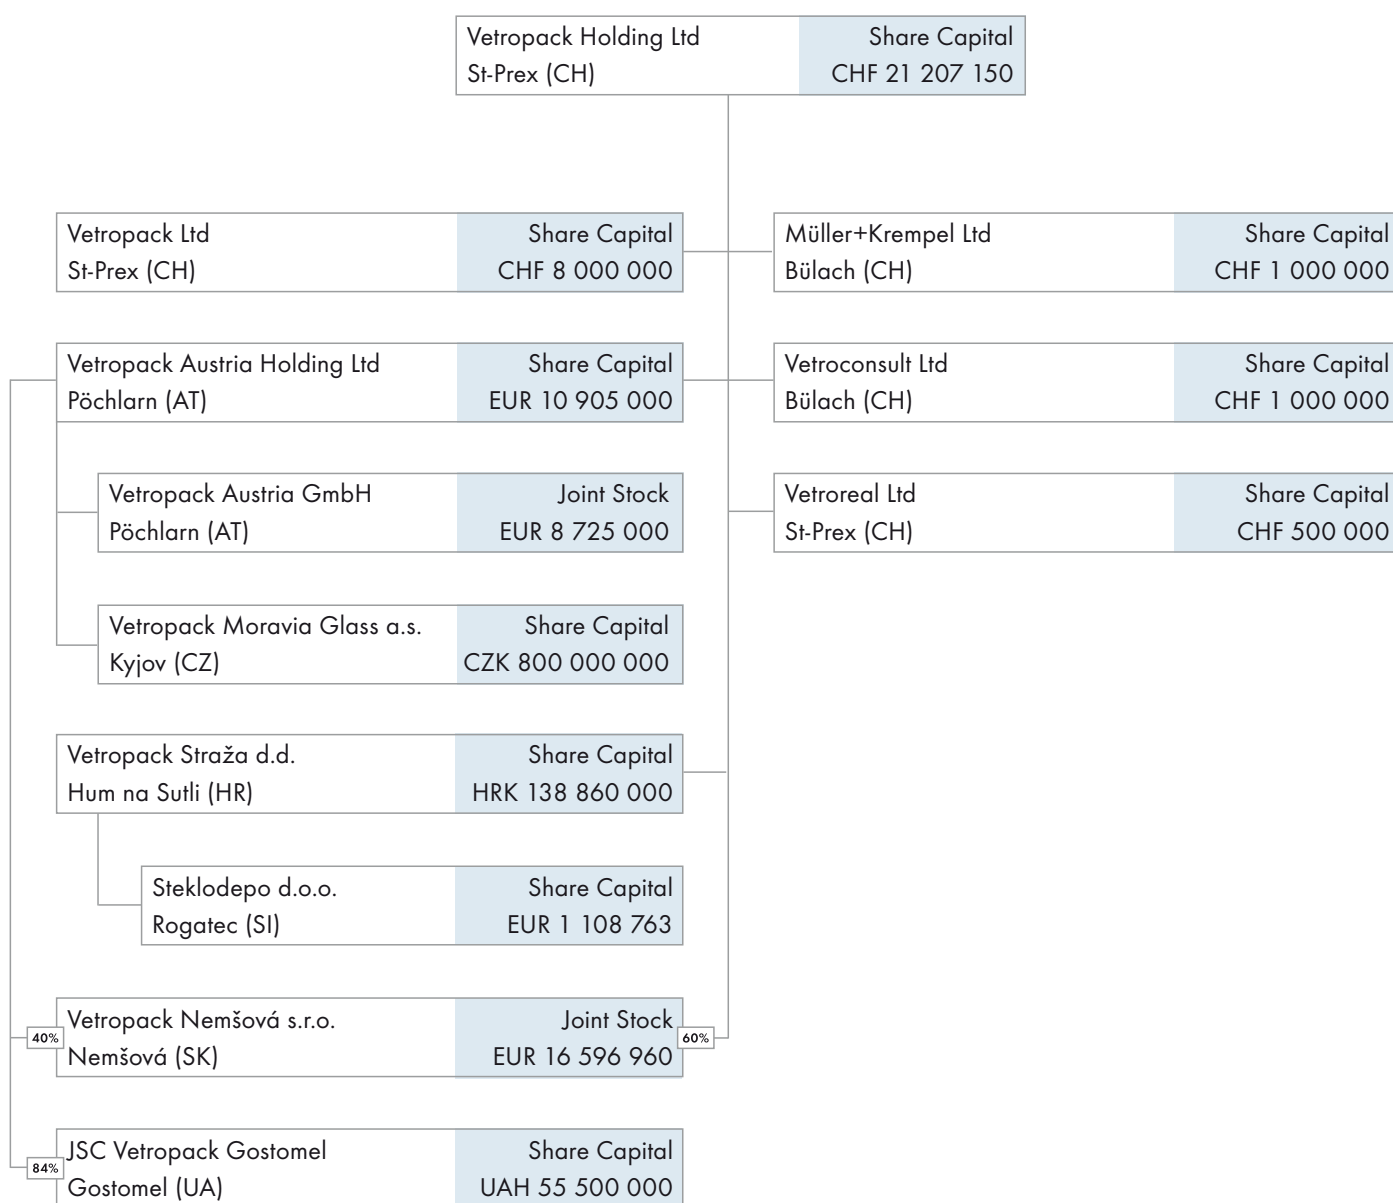 Vetropack Holding Ltd Share Capital
St-Prex (CH) CHF 21 207 150
Vetropack Ltd Share Capital
St-Prex (CH) CHF 8 000 000
Müller+Krempel Ltd Share Capital
Bülach (CH) CHF 1 000 000
Vetropack Austria Holding Ltd Share Capital
Pöchlarn (AT) EUR 10 905 000
Vetroconsult Ltd Share Capital
Bülach (CH) CHF 1 000 000
Vetropack Austria GmbH Joint Stock
Pöchlarn (AT) EUR 8 725 000
Vetroreal Ltd Share Capital
St-Prex (CH) CHF 500 000
Vetropack Moravia Glass a.s. Share Capital
Kyjov (CZ) CZK 800 000 000
Vetropack Straža d.d. Share Capital
Hum na Sutli (HR) HRK 138 860 000
Steklodepo d.o.o. Share Capital
Rogatec (SI) EUR 1 108 763
Vetropack Nemšová s.r.o. Joint Stock
40% 60%
Nemšová (SK) EUR 16 596 960
JSC Vetropack Gostomel Share Capital
84%
Gostomel (UA) UAH 55 500 000